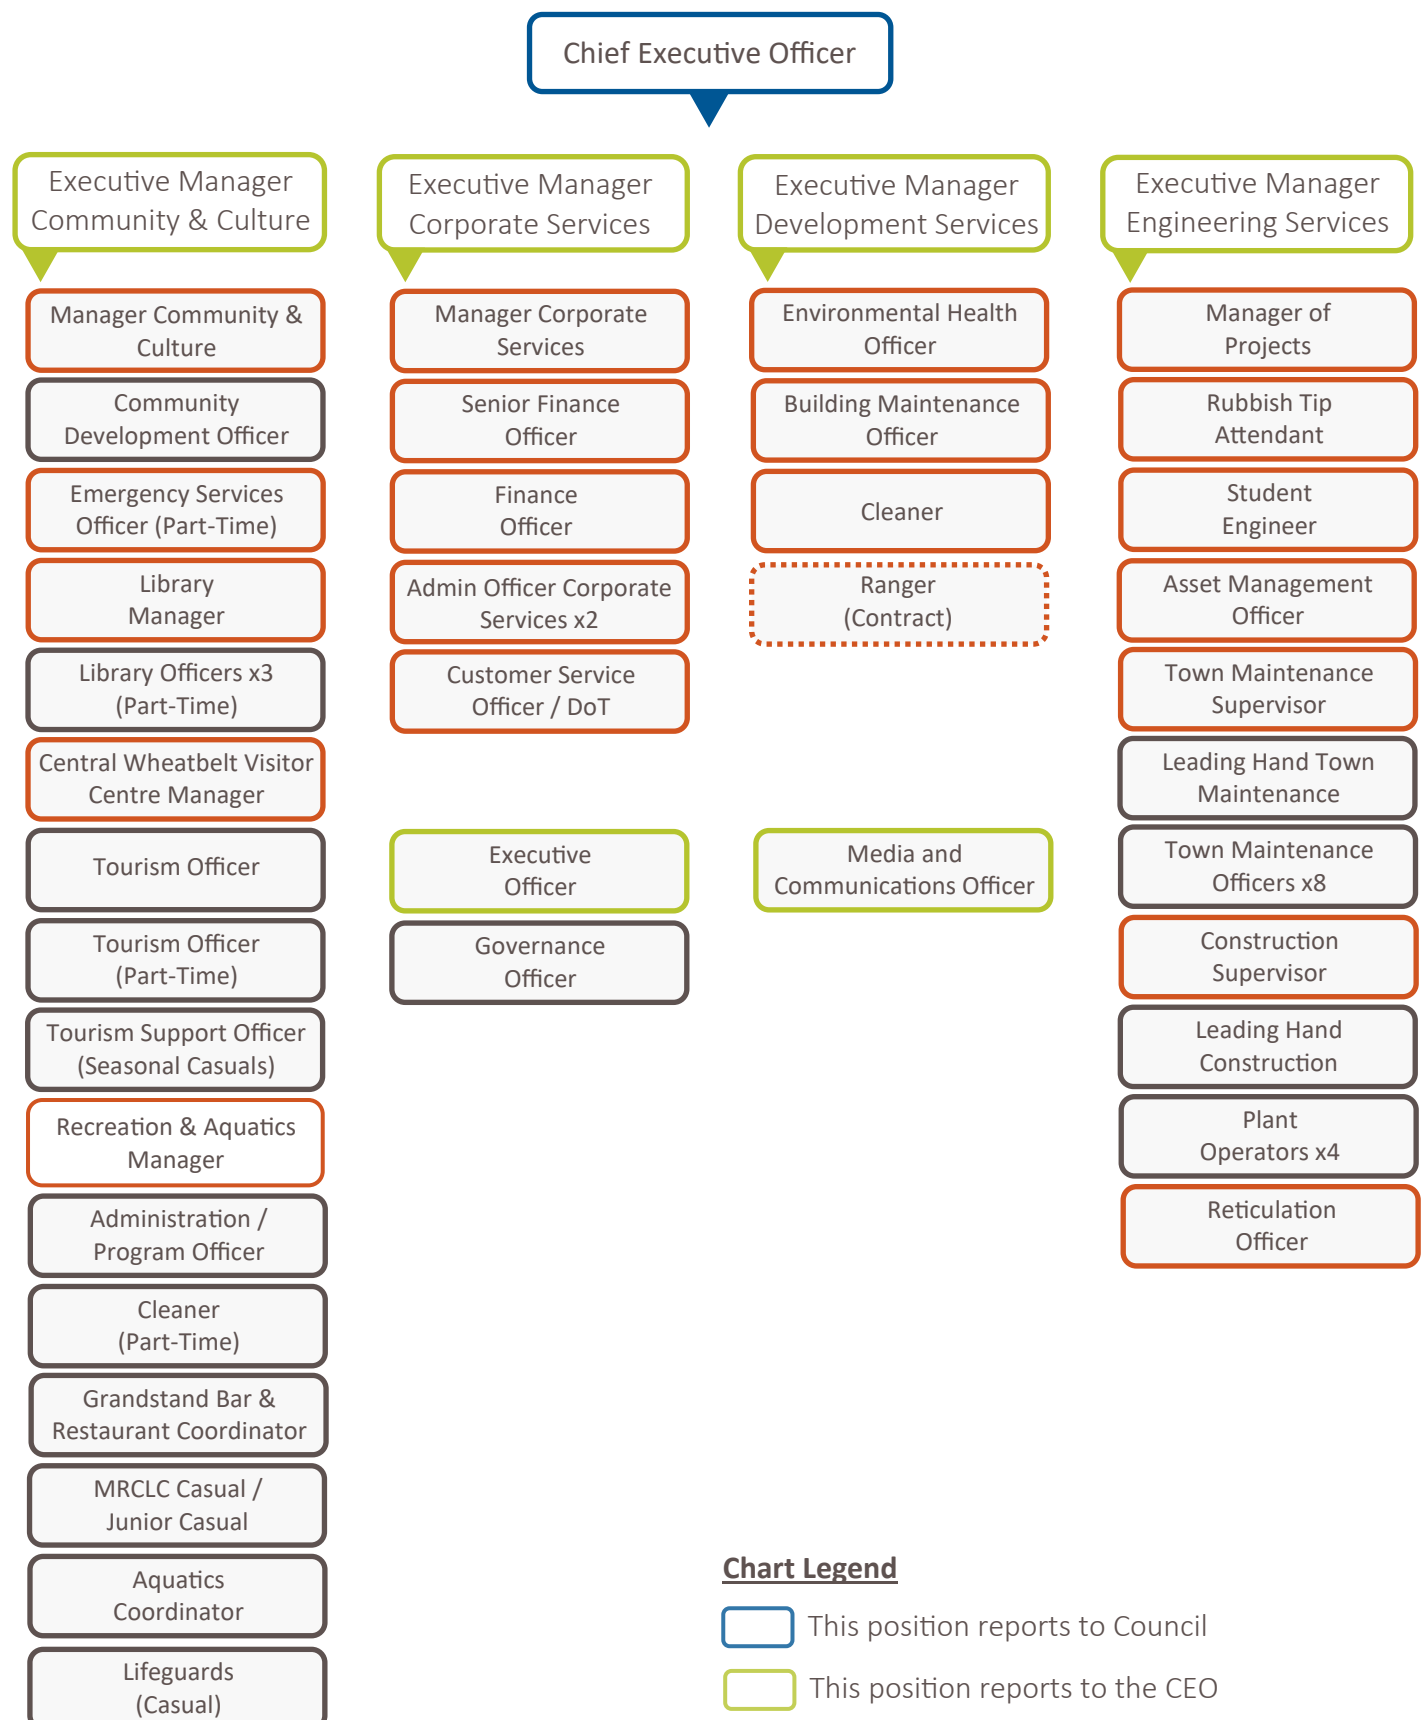 Chief Executive Officer
Executive Manager
Community & Culture
Manager Community &
Culture
Community
Development Officer
Emergency Services
Officer (Part-Time)
Library
Manager
Library Officers x3
(Part-Time)
Central Wheatbelt Visitor
Centre Manager
Tourism Officer
Tourism Officer
(Part-Time)
Tourism Support Officer
(Seasonal Casuals)
Recreation & Aquatics
Manager
Administration /
Program Officer
Cleaner
(Part-Time)
Grandstand Bar &
Restaurant Coordinator
MRCLC Casual /
Junior Casual
Aquatics
Coordinator
Lifeguards
(Casual)
Executive Manager
Corporate Services
Manager Corporate
Services
Senior Finance
Officer
Finance
Officer
Admin Officer Corporate
Services x2
Customer Service
Officer / DoT
Executive
Officer
Governance
Officer
Executive Manager
Development Services
Environmental Health
Officer
Building Maintenance
Officer
Cleaner
Ranger
(Contract)
Media and
Communications Officer
Executive Manager
Engineering Services
Manager of
Projects
Rubbish Tip
Attendant
Student
Engineer
Asset Management
Officer
Town Maintenance
Supervisor
Leading Hand Town
Maintenance
Town Maintenance
Officers x8
Construction
Supervisor
Leading Hand
Construction
Plant
Operators x4
Reticulation
Officer
Chart Legend
This position reports to Council
This position reports to the CEO